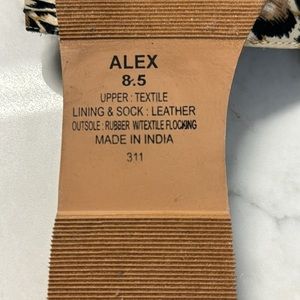 ALEX
8.5
UPPER : TEXTILE
LINING & SOCK : LEATHER
OUTSOLE : RUBBER W/TEXTILE FLOCKING
MADE IN INDIA
311